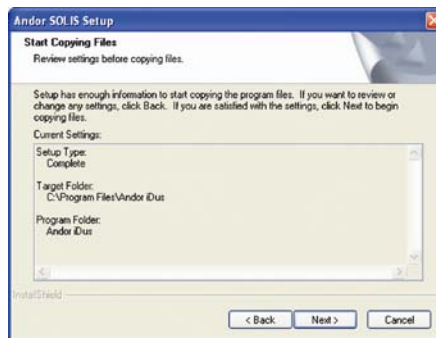 Andor SOLIS Setup
Start Copying Files
Review settings before copying files.
Setup has enough information to start copying the program files. If you want to review or
change any settings, click Back. If you are satisfied with the settings, click Next to begin
copying files.
Current Settings:
Setup Type:
Complete
Target Folder:
C:\Program Files\Andor iDus
Program Folder:
Andor iDus
InstallShield
< Back
Next >
Cancel